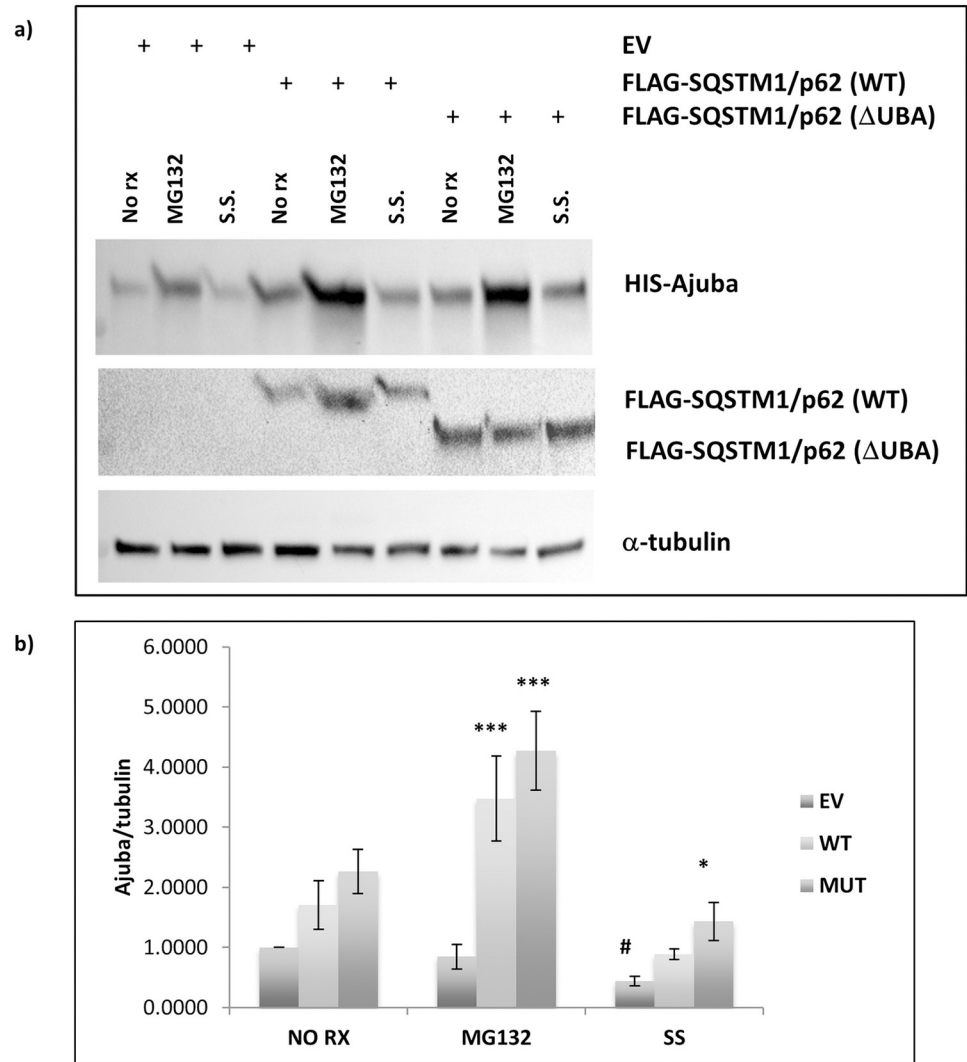 a)
+ + + EV
+ + + FLAG-SQSTM1/p62 (WT)
+ + + FLAG-SQSTM1/p62 (ΔUBA)
No rx MG132 S.S. No rx MG132 S.S. No rx MG132 S.S.
HIS-Ajuba
FLAG-SQSTM1/p62 (WT)
FLAG-SQSTM1/p62 (ΔUBA)
α-tubulin
b)
Ajuba/tubulin
6.0000
5.0000
4.0000
3.0000
2.0000
1.0000
0.0000
***
***
*
#
EV
WT
MUT
NO RX MG132 SS